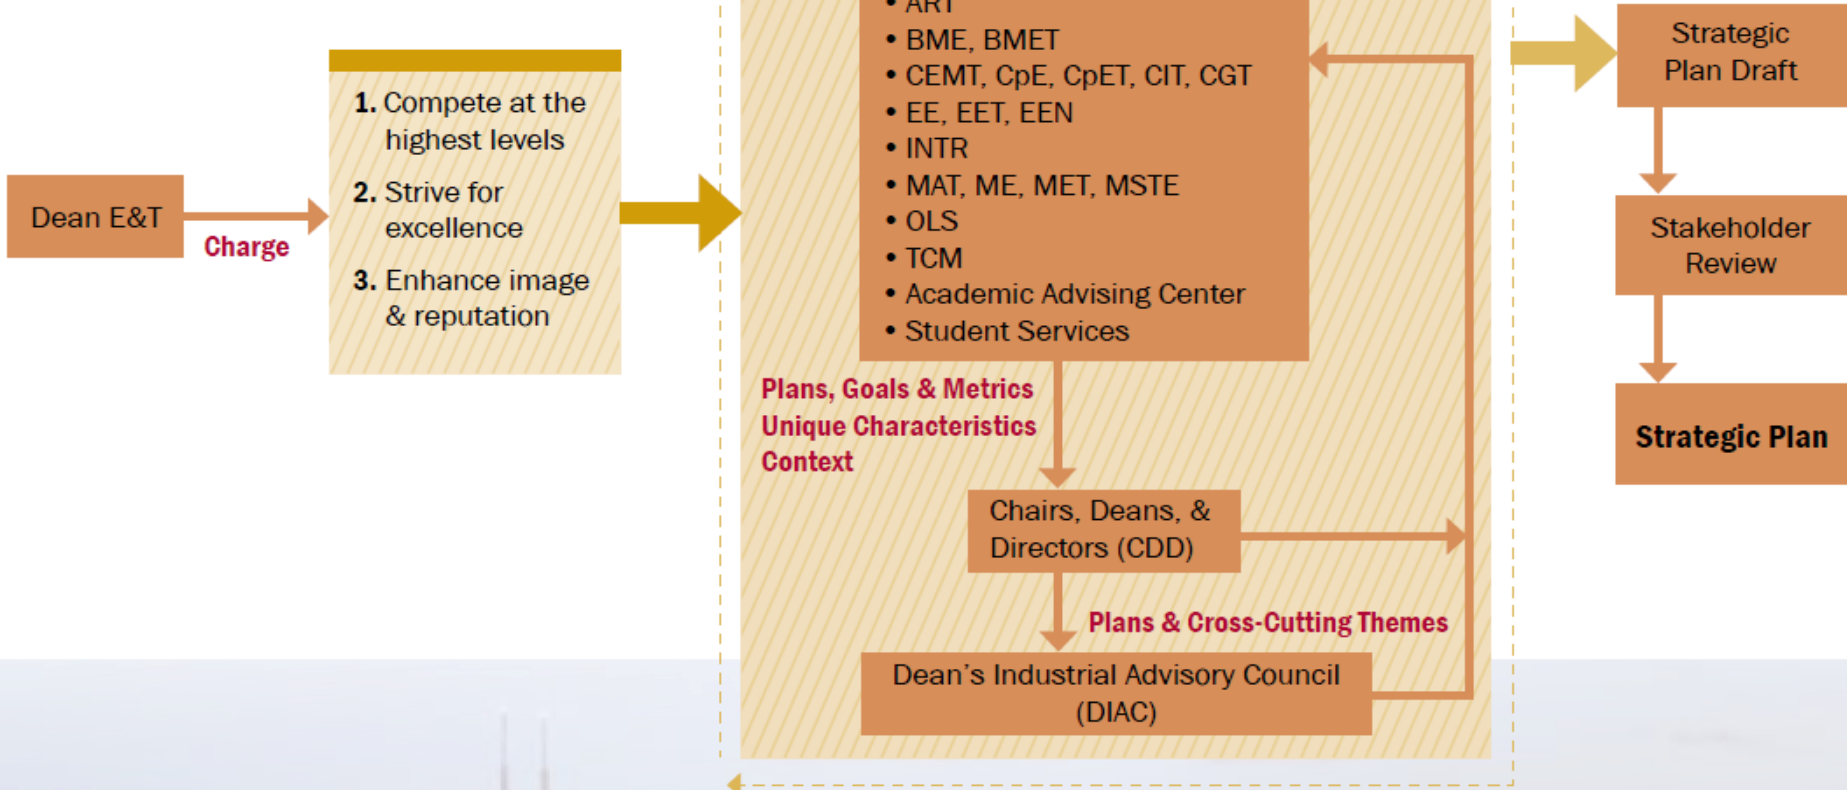 Dean E&T
Charge
1. Compete at the
highest levels
2. Strive for
excellence
3. Enhance image
& reputation
• ART
• BME, BMET
• CEMT, CpE, CpET, CIT, CGT
• EE, EET, EEN
• INTR
• MAT, ME, MET, MSTE
• OLS
• TCM
• Academic Advising Center
• Student Services
Plans, Goals & Metrics
Unique Characteristics
Context
Chairs, Deans, &
Directors (CDD)
Plans & Cross-Cutting Themes
Dean’s Industrial Advisory Council
(DIAC)
Strategic
Plan Draft
Stakeholder
Review
Strategic Plan